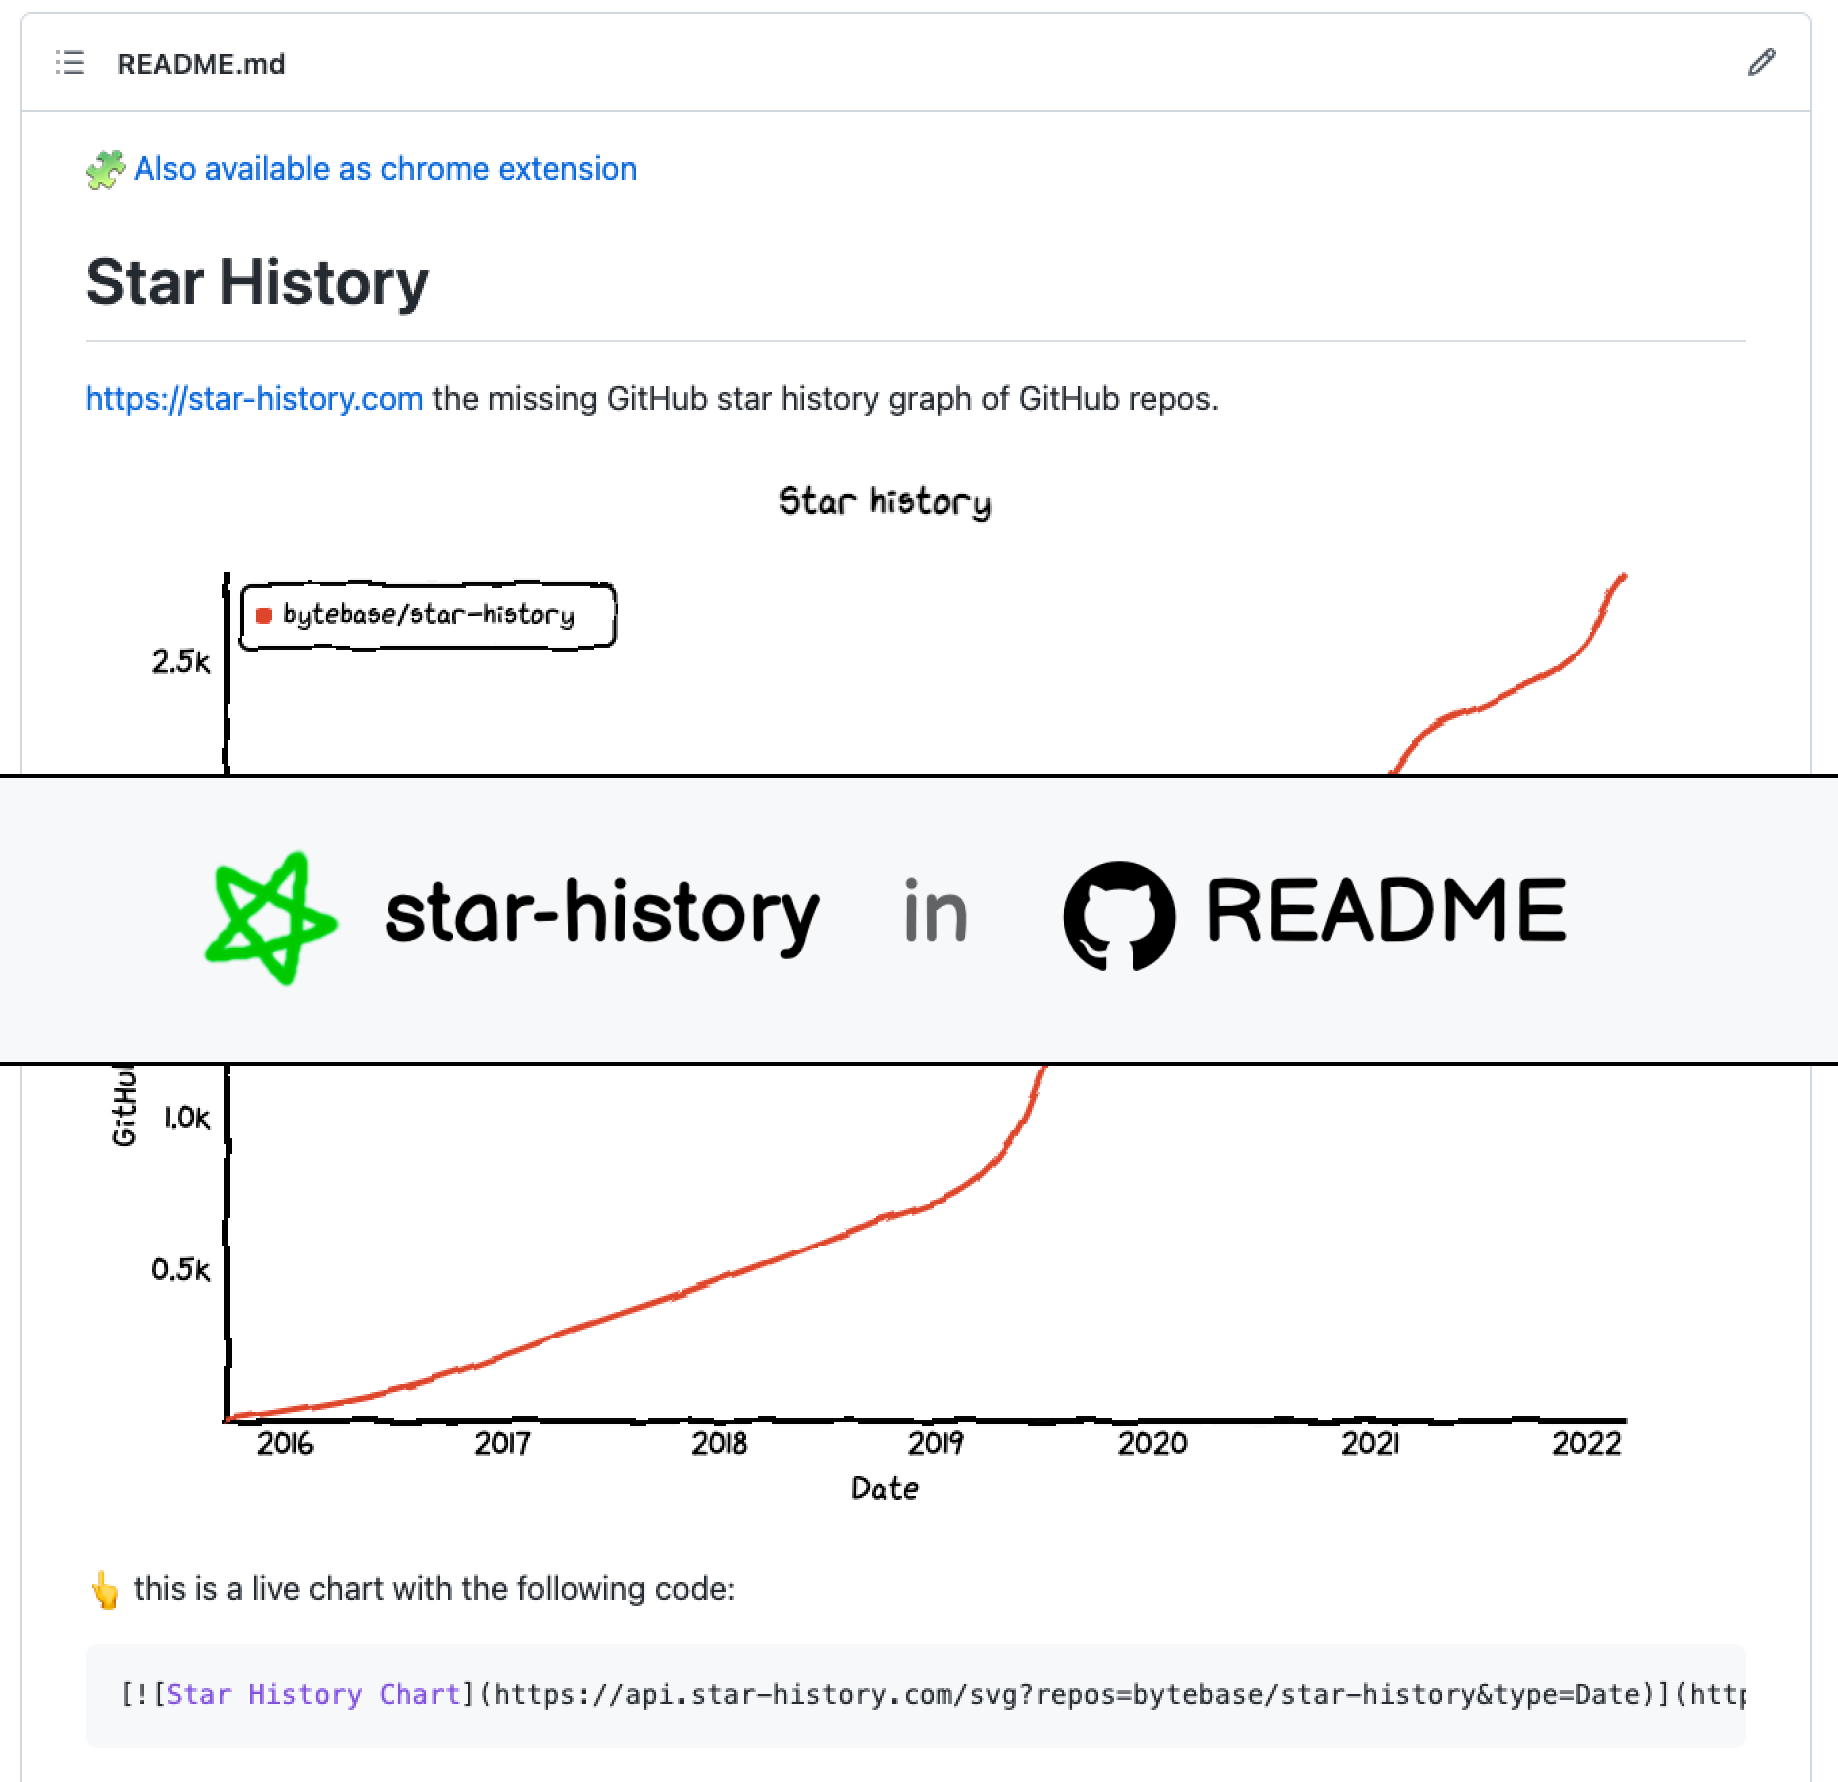 README.md
Also available as chrome extension
Star History
https://star-history.com the missing GitHub star history graph of GitHub repos.
Star history
bytebase/star-history
2.5k
star-history in README
1.0k
0.5k
2016 2017 2018 2019 2020 2021 2022
Date
this is a live chart with the following code:
[![Star History Chart](https://api.star-history.com/svg?repos=bytebase/star-history&type=Date)](http